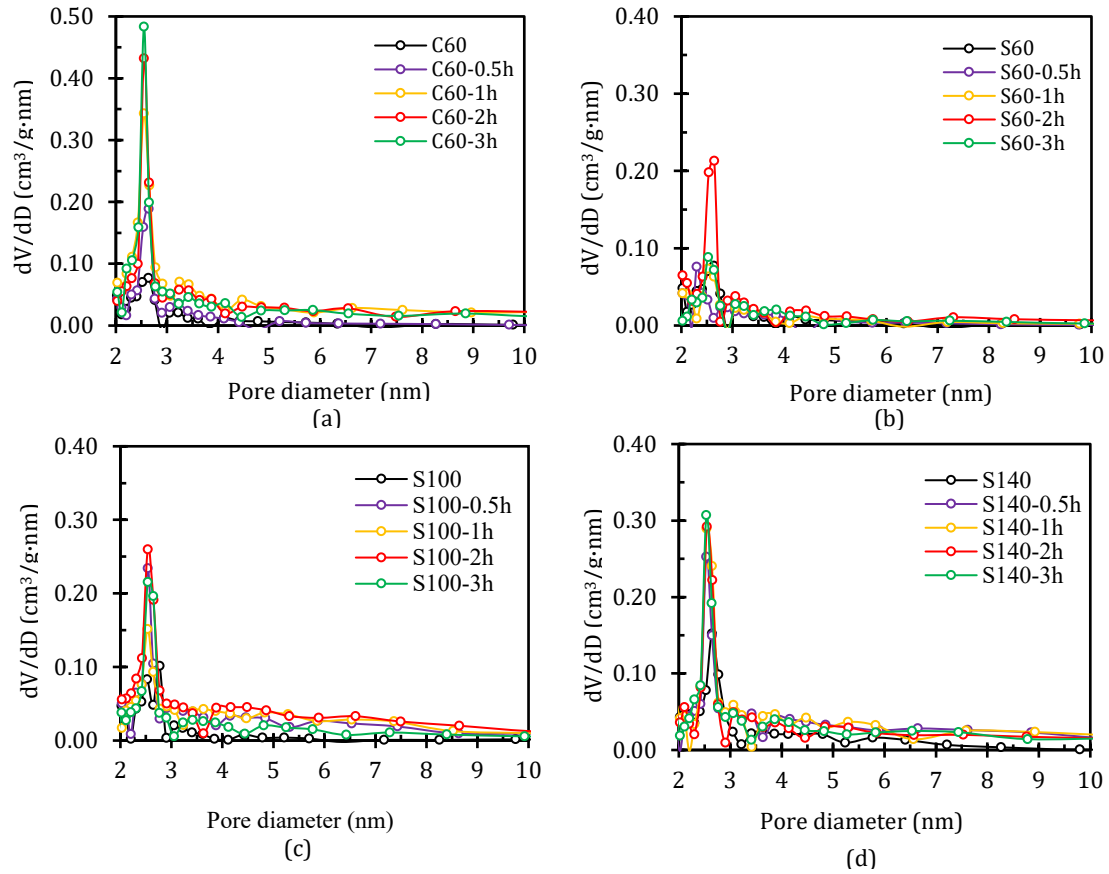 0.50
0.40
0.30
0.20
0.10
0.00
dV/dD (cm³/g·nm)
C60
C60-0.5h
C60-1h
C60-2h
C60-3h
2 3 4 5 6 7 8 9 10
Pore diameter (nm)
(a)
0.40
0.30
0.20
0.10
0.00
dV/dD (cm³/g·nm)
S60
S60-0.5h
S60-1h
S60-2h
S60-3h
2 3 4 5 6 7 8 9 10
Pore diameter (nm)
(b)
0.40
0.30
0.20
0.10
0.00
dV/dD (cm³/g·nm)
S100
S100-0.5h
S100-1h
S100-2h
S100-3h
2 3 4 5 6 7 8 9 10
Pore diameter (nm)
(c)
0.40
0.30
0.20
0.10
0.00
dV/dD (cm³/g·nm)
S140
S140-0.5h
S140-1h
S140-2h
S140-3h
2 3 4 5 6 7 8 9 10
Pore diameter (nm)
(d)